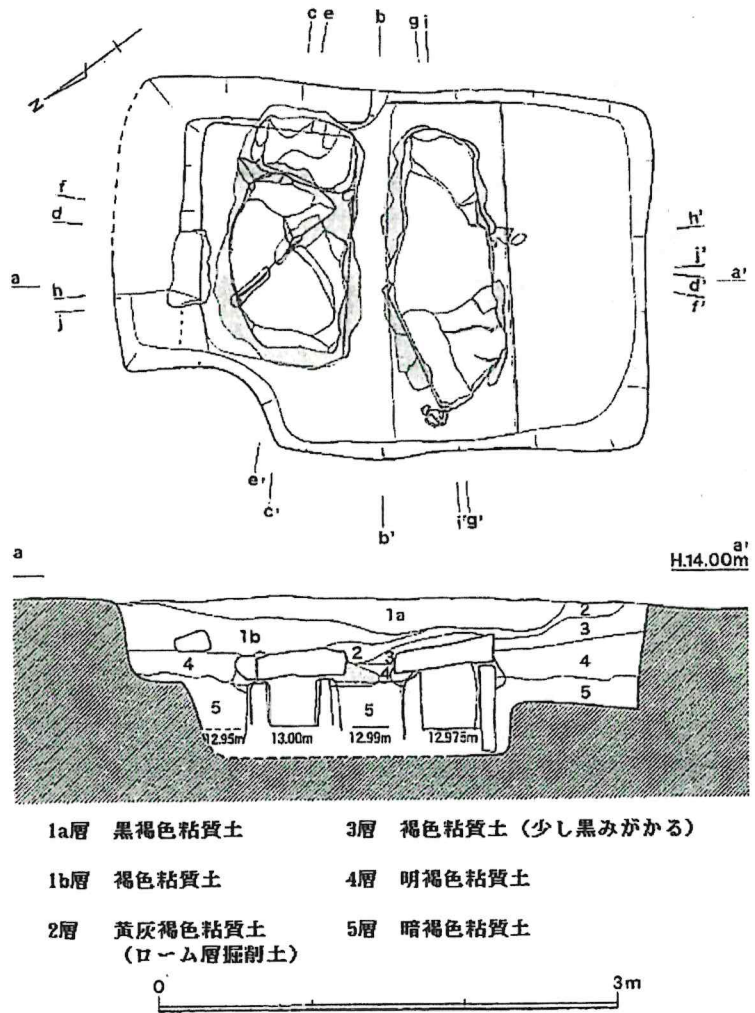 c e b g i
N
f
d
a
h
j
h'
j'
d' a'
f'
e'
c'
b'
i' g'
a a'
H.14.00m
1a 2
3
1b 2 3 4
4 4
5 5 5
12.95m 13.00m 12.99m 12.975m
1a層 黒褐色粘質土 3層 褐色粘質土（少し黒みがかる）
1b層 褐色粘質土 4層 明褐色粘質土
2層 黄灰褐色粘質土 5層 暗褐色粘質土
（ローム層掘削土）
0 3m